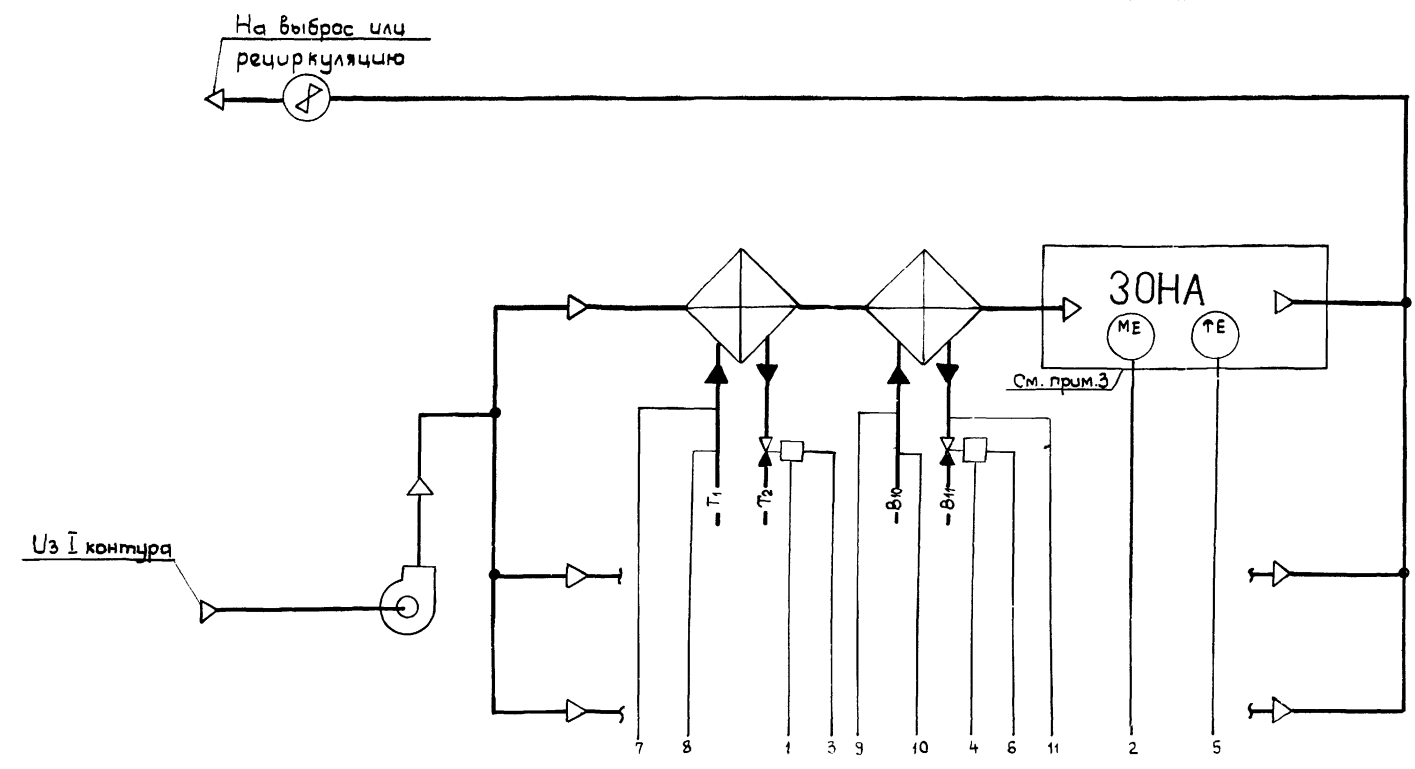 На выброс или
рециркуляцию
ЗОНА
МЕ
ТЕ
См. прим.3
Т1
Т2
В10
В11
Из I контура
7 8 1 3 9 10 4 6 11 2 5